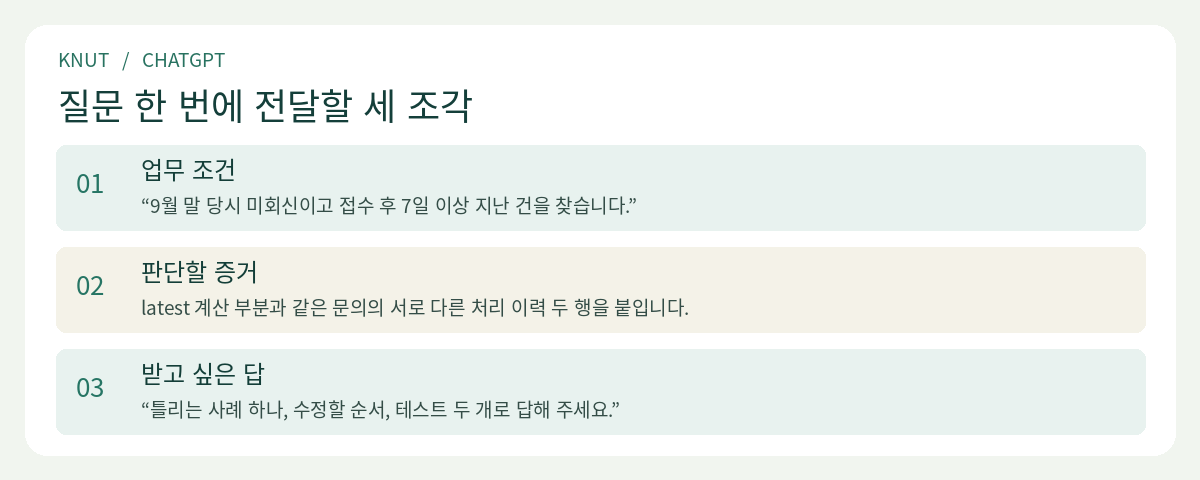 KNUT / CHATGPT
질문 한 번에 전달할 세 조각
01
업무 조건
“9월 말 당시 미회신이고 접수 후 7일 이상 지난 건을 찾습니다.”
02
판단할 증거
latest 계산 부분과 같은 문의의 서로 다른 처리 이력 두 행을 붙입니다.
03
받고 싶은 답
“틀리는 사례 하나, 수정할 순서, 테스트 두 개로 답해 주세요.”